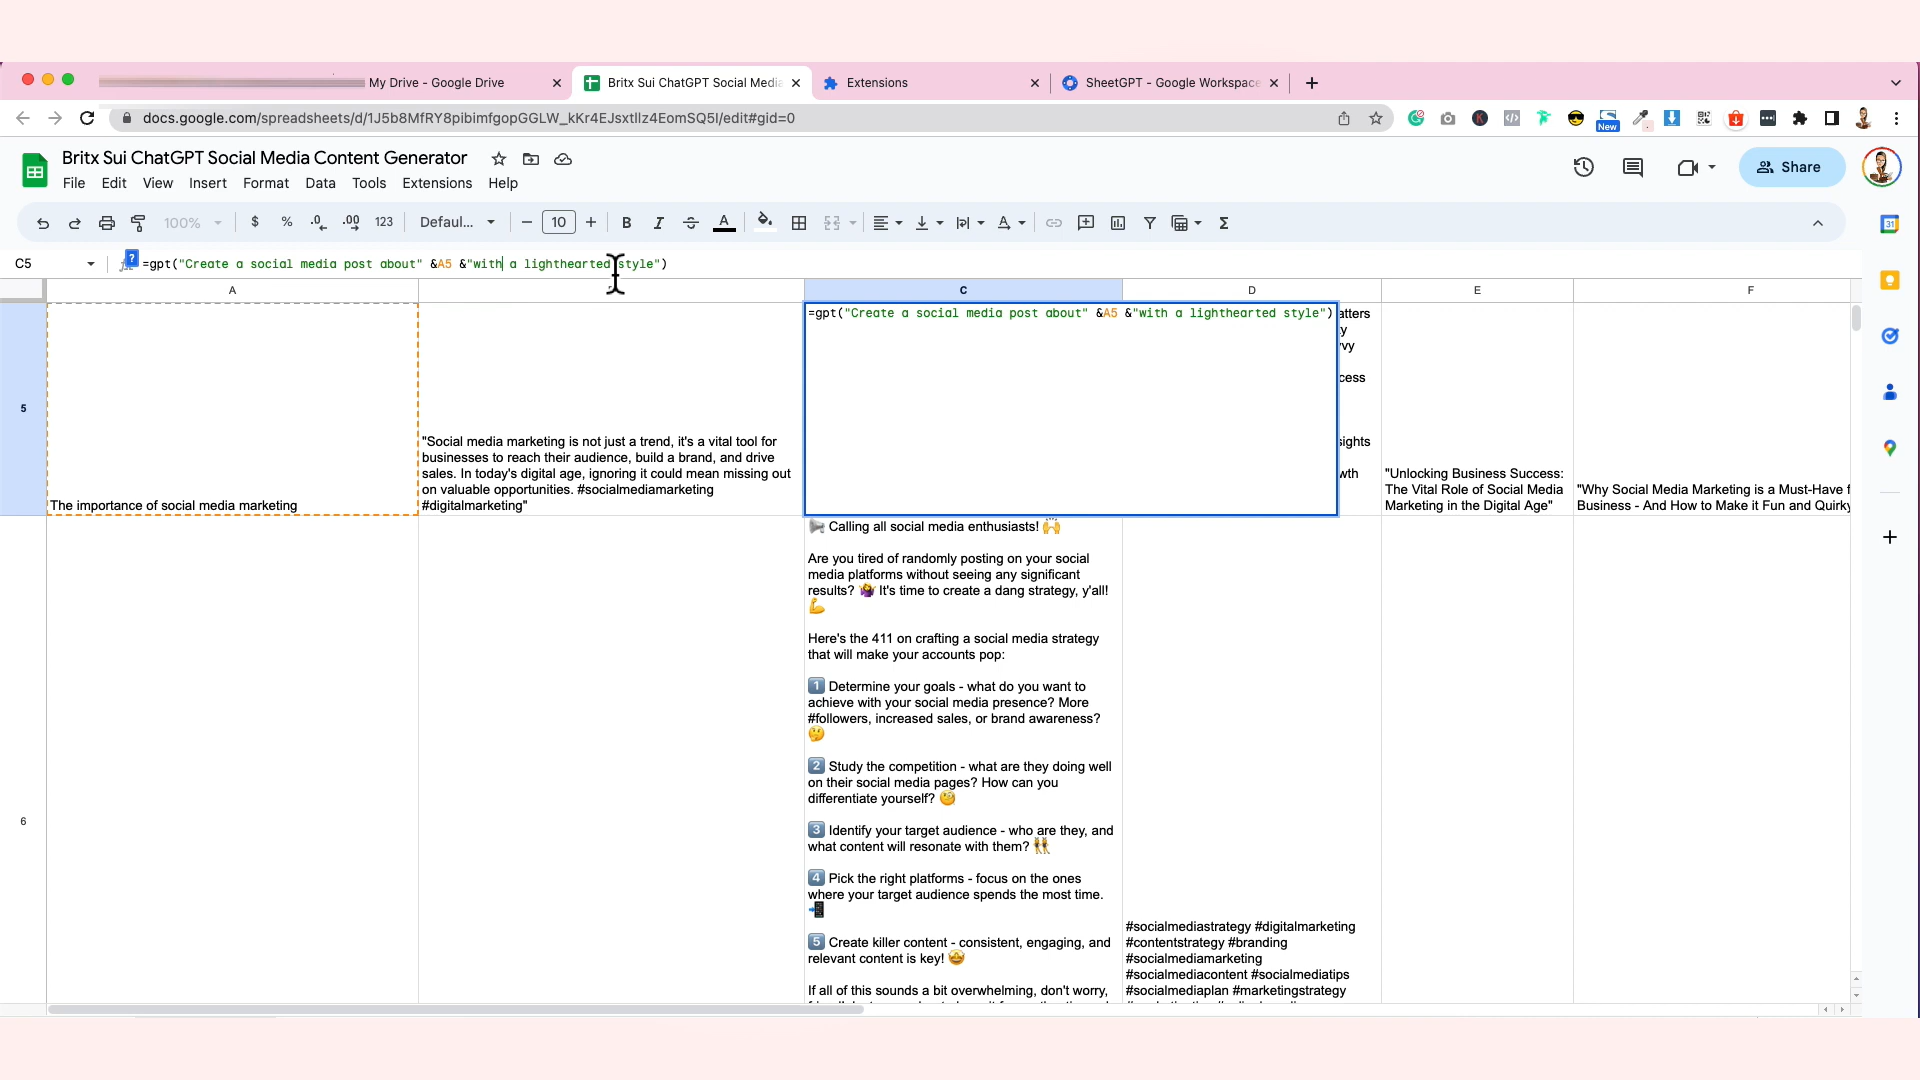 My Drive - Google Drive
Britx Sui ChatGPT Social Media
Extensions
SheetGPT - Google Workspace
docs.google.com/spreadsheets/d/1J5b8MfRY8pibimfgopGGLW_kKr4EJsxtllz4EomSQ5I/edit#gid=0
New
Britx Sui ChatGPT Social Media Content Generator
File Edit View Insert Format Data Tools Extensions Help
Share
100% $ % .0 .00 123 Defaul... 10 B I A
31
C5
=gpt("Create a social media post about" &A5 &"with a lighthearted style")
A
C
D
E
F
5
The importance of social media marketing
"Social media marketing is not just a trend, it's a vital tool for
businesses to reach their audience, build a brand, and drive
sales. In today's digital age, ignoring it could mean missing out
on valuable opportunities. #socialmediamarketing
#digitalmarketing"
=gpt("Create a social media post about" &A5 &"with a lighthearted style")
atters
y
vvy
cess
sights
wth
"Unlocking Business Success:
The Vital Role of Social Media
Marketing in the Digital Age"
"Why Social Media Marketing is a Must-Have f
Business - And How to Make it Fun and Quirky
6
📢 Calling all social media enthusiasts! 🙌
Are you tired of randomly posting on your social
media platforms without seeing any significant
results? 🤷‍♀️ It's time to create a dang strategy, y'all!
💪
Here's the 411 on crafting a social media strategy
that will make your accounts pop:
1️⃣ Determine your goals - what do you want to
achieve with your social media presence? More
#followers, increased sales, or brand awareness?
🤔
2️⃣ Study the competition - what are they doing well
on their social media pages? How can you
differentiate yourself? 🧐
3️⃣ Identify your target audience - who are they, and
what content will resonate with them? 👯
4️⃣ Pick the right platforms - focus on the ones
where your target audience spends the most time.
📲
5️⃣ Create killer content - consistent, engaging, and
relevant content is key! 🤩
If all of this sounds a bit overwhelming, don't worry,
#socialmediastrategy #digitalmarketing
#contentstrategy #branding
#socialmediamarketing
#socialmediacontent #socialmediatips
#socialmediaplan #marketingstrategy